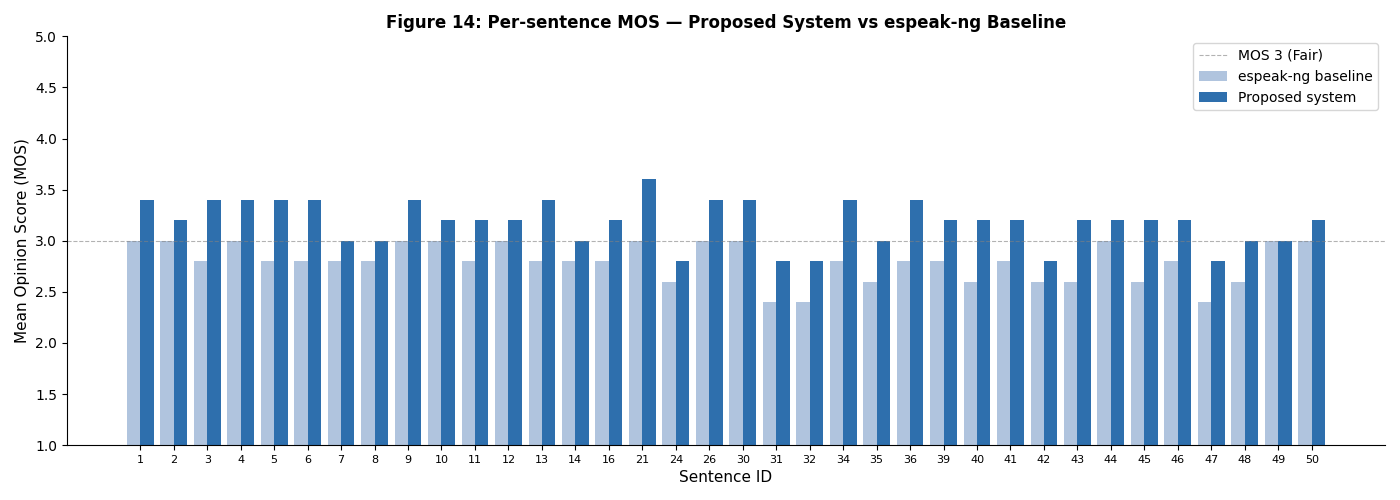 Figure 14: Per-sentence MOS — Proposed System vs espeak-ng Baseline
5.0
4.5
4.0
3.5
3.0
2.5
2.0
1.5
1.0
Mean Opinion Score (MOS)
MOS 3 (Fair)
espeak-ng baseline
Proposed system
1 2 3 4 5 6 7 8 9 10 11 12 13 14 16 21 24 26 30 31 32 34 35 36 39 40 41 42 43 44 45 46 47 48 49 50
Sentence ID